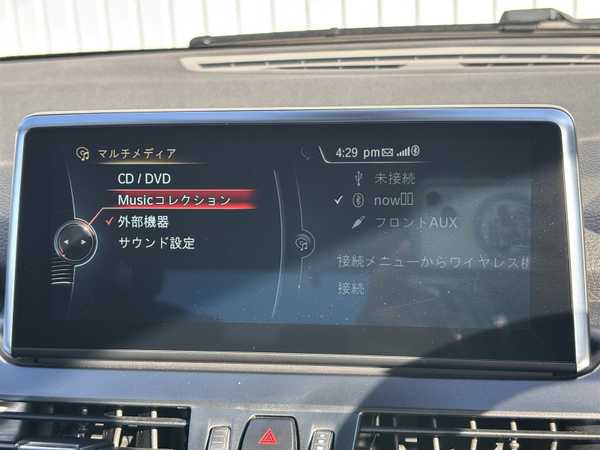 マルチメディア
CD / DVD
Musicコレクション
外部機器
サウンド設定
4:29 pm
未接続
now
フロントAUX
接続メニューからワイヤレス
接続